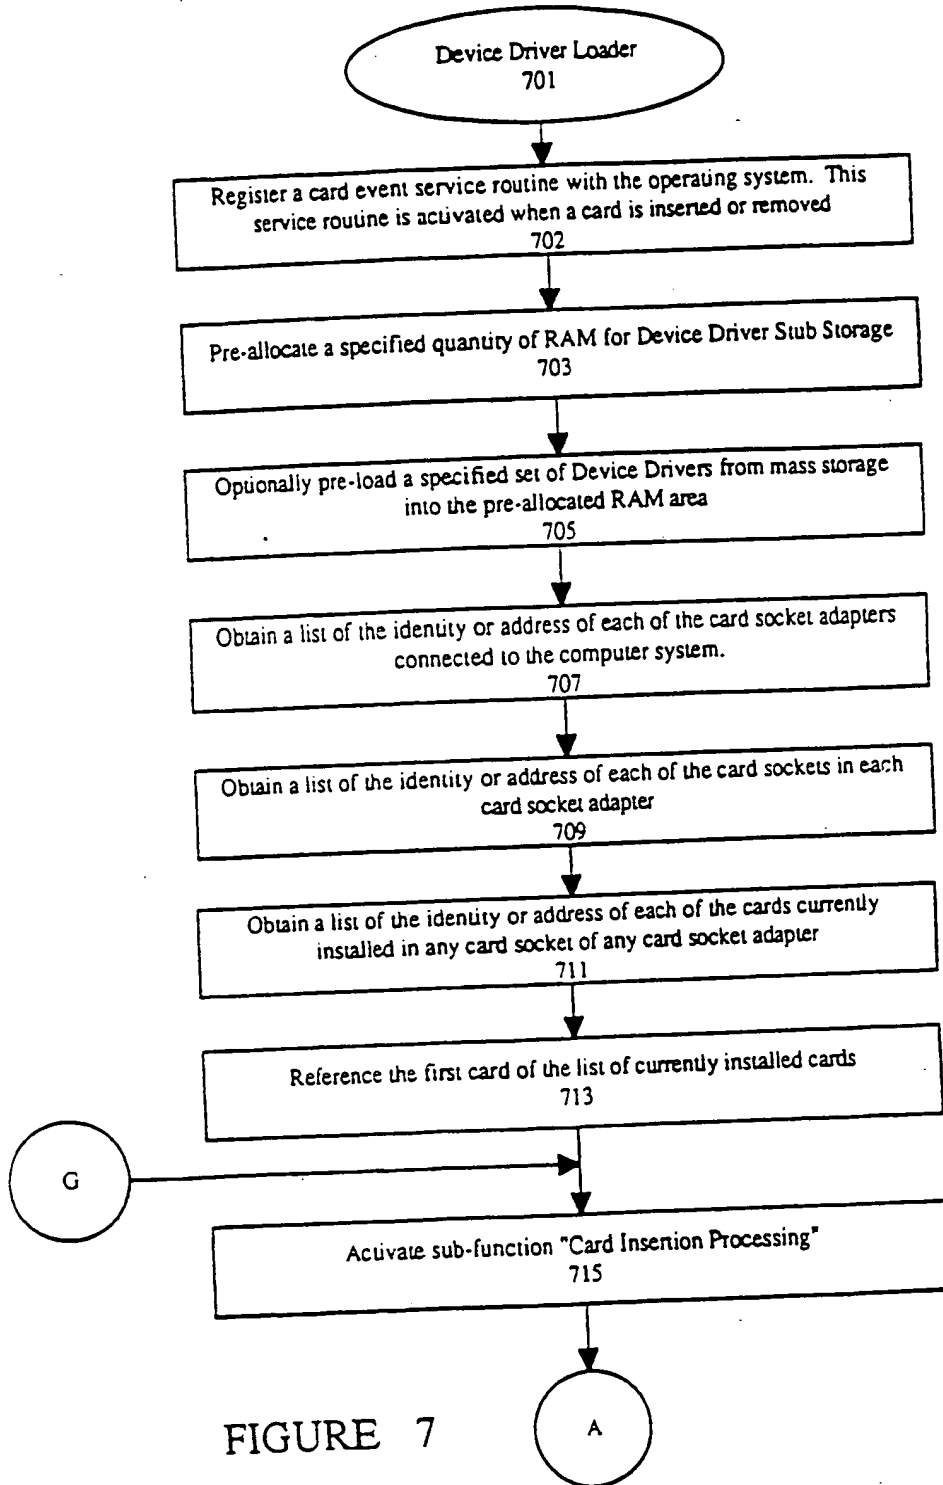 Device Driver Loader
701
Register a card event service routine with the operating system. This
service routine is activated when a card is inserted or removed
702
Pre-allocate a specified quantity of RAM for Device Driver Stub Storage
703
Optionally pre-load a specified set of Device Drivers from mass storage
into the pre-allocated RAM area
705
Obtain a list of the identity or address of each of the card socket adapters
connected to the computer system.
707
Obtain a list of the identity or address of each of the card sockets in each
card socket adapter
709
Obtain a list of the identity or address of each of the cards currently
installed in any card socket of any card socket adapter
711
Reference the first card of the list of currently installed cards
713
G
Activate sub-function "Card Insertion Processing"
715
A
FIGURE 7